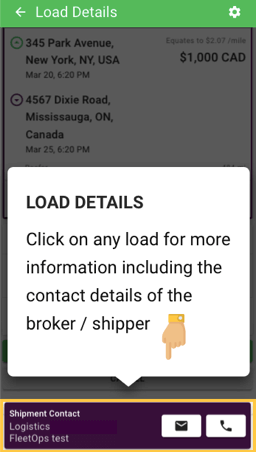 Load Details
345 Park Avenue,
New York, NY, USA
Mar 20, 6:20 PM
Equates to $2.07 /mile
$1,000 CAD
4567 Dixie Road,
Mississauga, ON,
Canada
Mar 25, 6:20 PM
LOAD DETAILS
Click on any load for more
information including the
contact details of the
broker / shipper
Shipment Contact
Logistics
FleetOps test